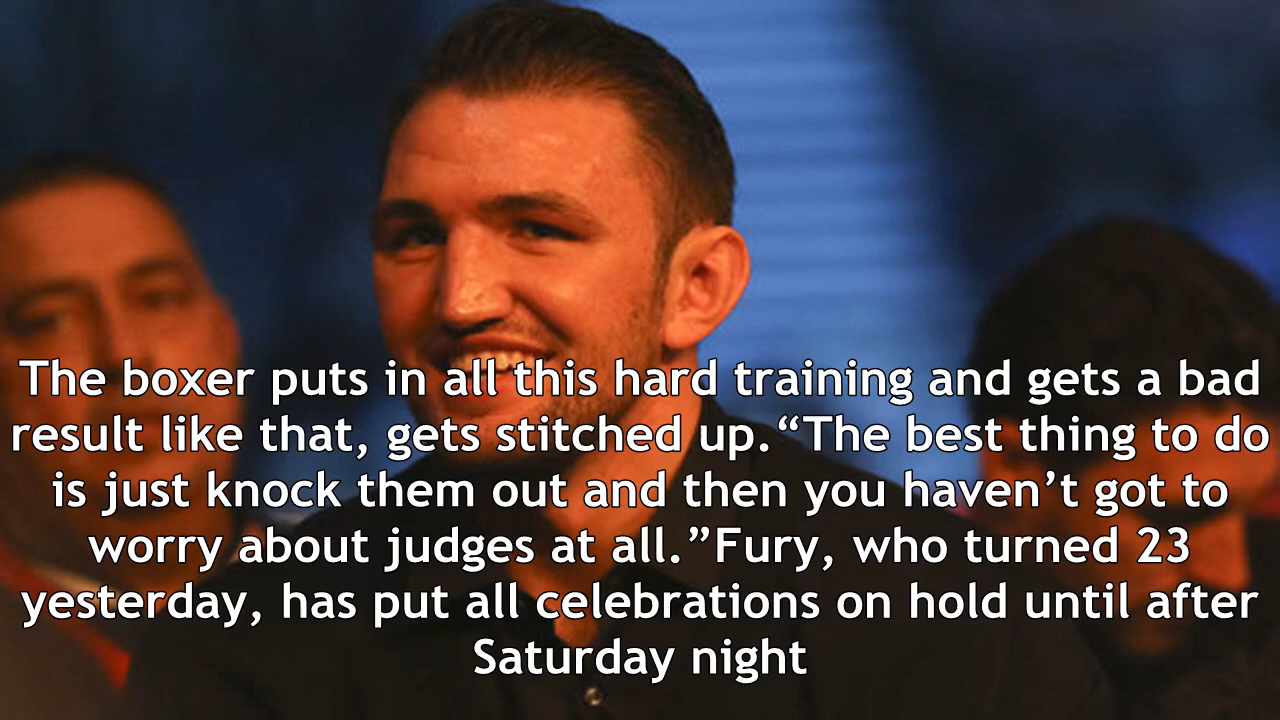 The boxer puts in all this hard training and gets a bad
result like that, gets stitched up.“The best thing to do
is just knock them out and then you haven’t got to
worry about judges at all.”Fury, who turned 23
yesterday, has put all celebrations on hold until after
Saturday night